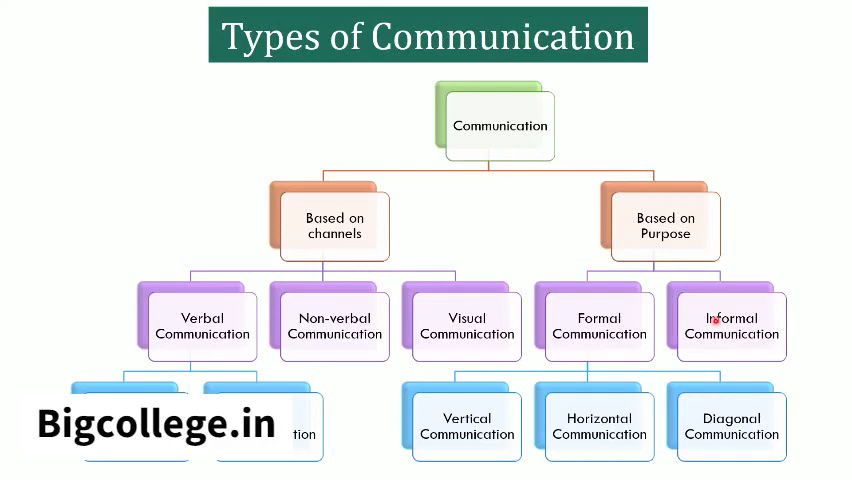 Types of Communication
Communication
Based on
channels
Based on
Purpose
Verbal
Communication
Non-verbal
Communication
Visual
Communication
Formal
Communication
Informal
Communication
Bigcollege.in
Vertical
Communication
Horizontal
Communication
Diagonal
Communication